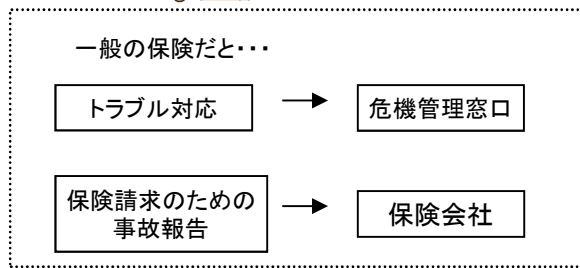 一般の保険だと・・・
トラブル対応
危機管理窓口
保険請求のための
事故報告
保険会社